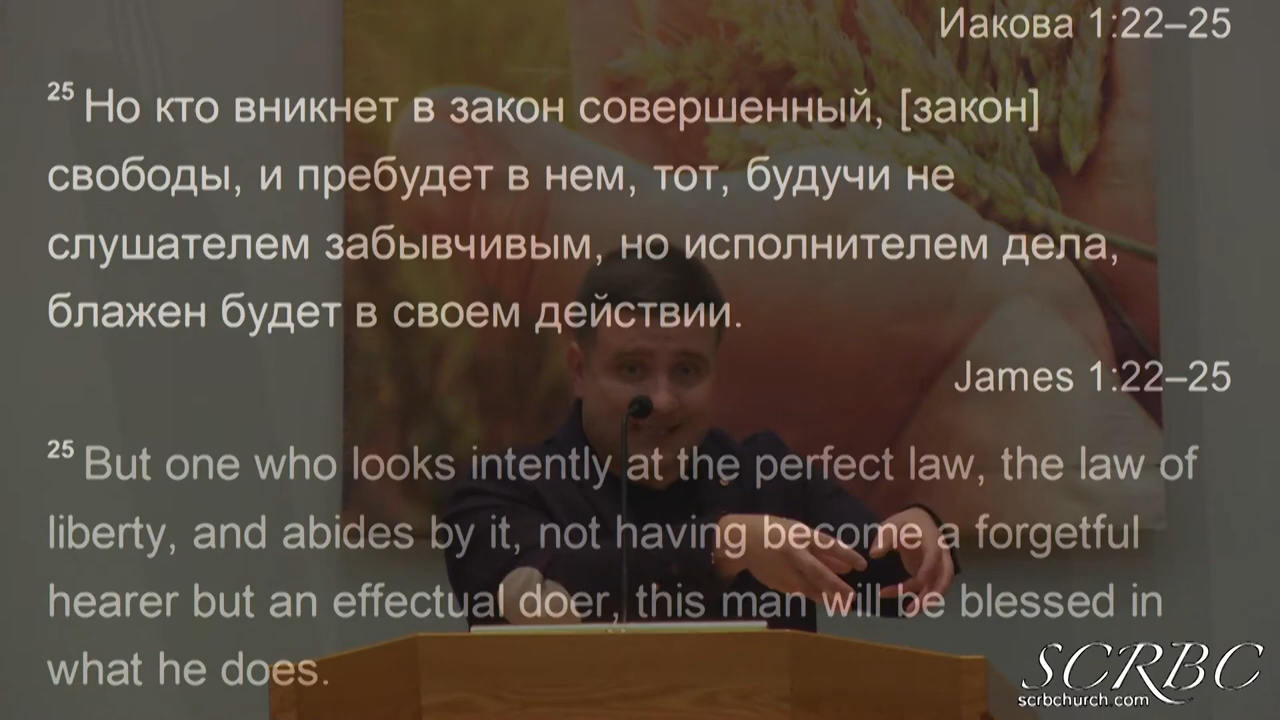 Иакова 1:22–25
25 Но кто вникнет в закон совершенный, [закон]
свободы, и пребудет в нем, тот, будучи не
слушателем забывчивым, но исполнителем дела,
блажен будет в своем действии.
James 1:22–25
25 But one who looks intently at the perfect law, the law of
liberty, and abides by it, not having become a forgetful
hearer but an effectual doer, this man will be blessed in
what he does.
SCRBC
scrbchurch.com